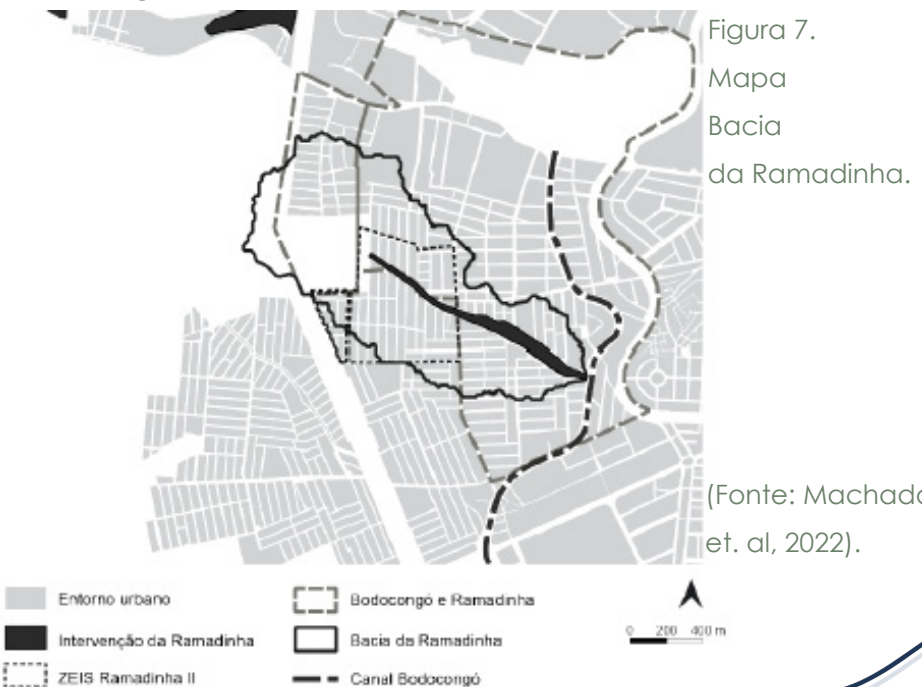 Figura 7.
Mapa
Bacia
da Ramadinha.
(Fonte: Machado
et. al, 2022).
Entorno urbano
Bodocongó e Ramadinha
Intervenção da Ramadinha
Bacia da Ramadinha
0 200 400 m
ZEIS Ramadinha II
Canal Bodocongó